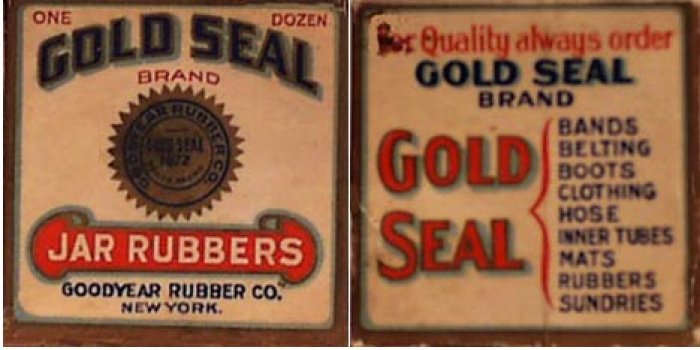 ONE DOZEN
GOLD SEAL
BRAND
GOODYEAR RUBBER CO.
GOLD SEAL
1872
JAR RUBBERS
GOODYEAR RUBBER CO.
NEW YORK.
For Quality always order
GOLD SEAL
BRAND
GOLD
SEAL
BANDS
BELTING
BOOTS
CLOTHING
HOSE
INNER TUBES
MATS
RUBBERS
SUNDRIES